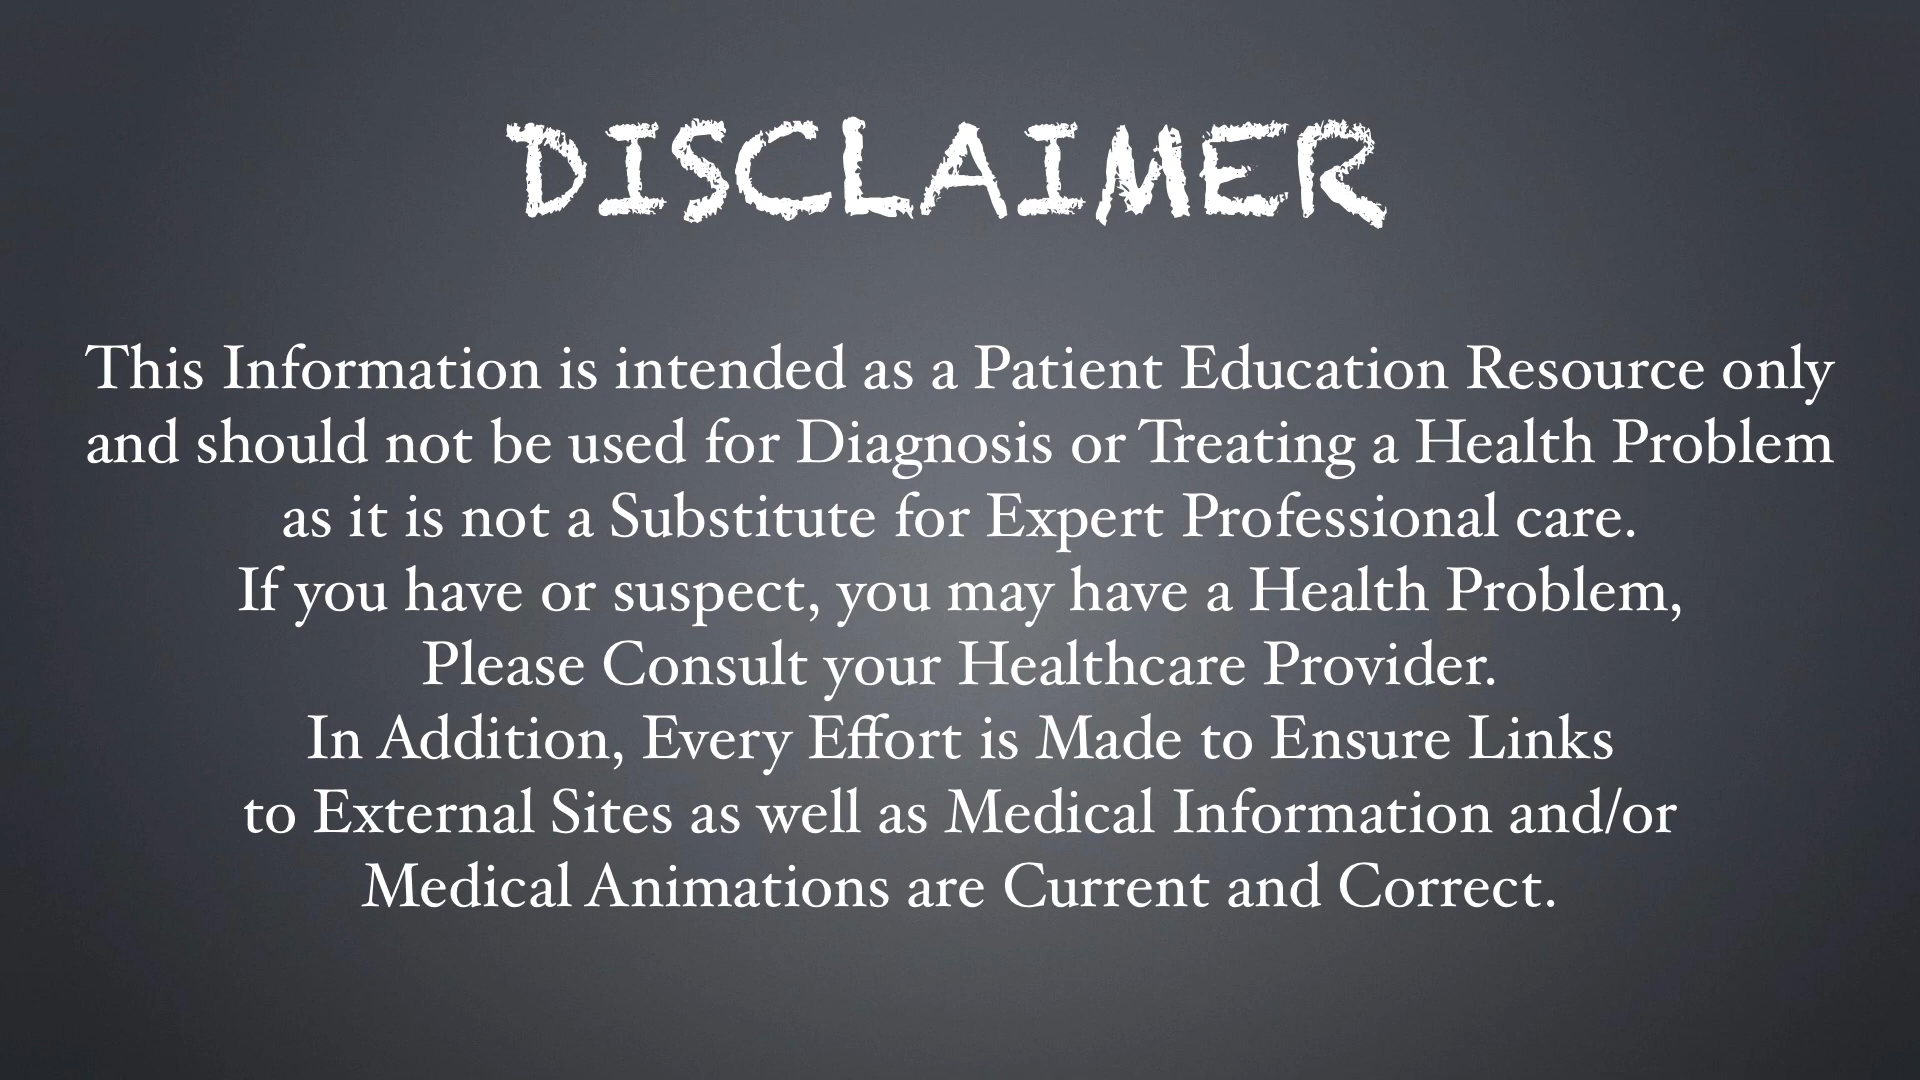 DISCLAIMER
This Information is intended as a Patient Education Resource only
and should not be used for Diagnosis or Treating a Health Problem
as it is not a Substitute for Expert Professional care.
If you have or suspect, you may have a Health Problem,
Please Consult your Healthcare Provider.
In Addition, Every Effort is Made to Ensure Links
to External Sites as well as Medical Information and/or
Medical Animations are Current and Correct.